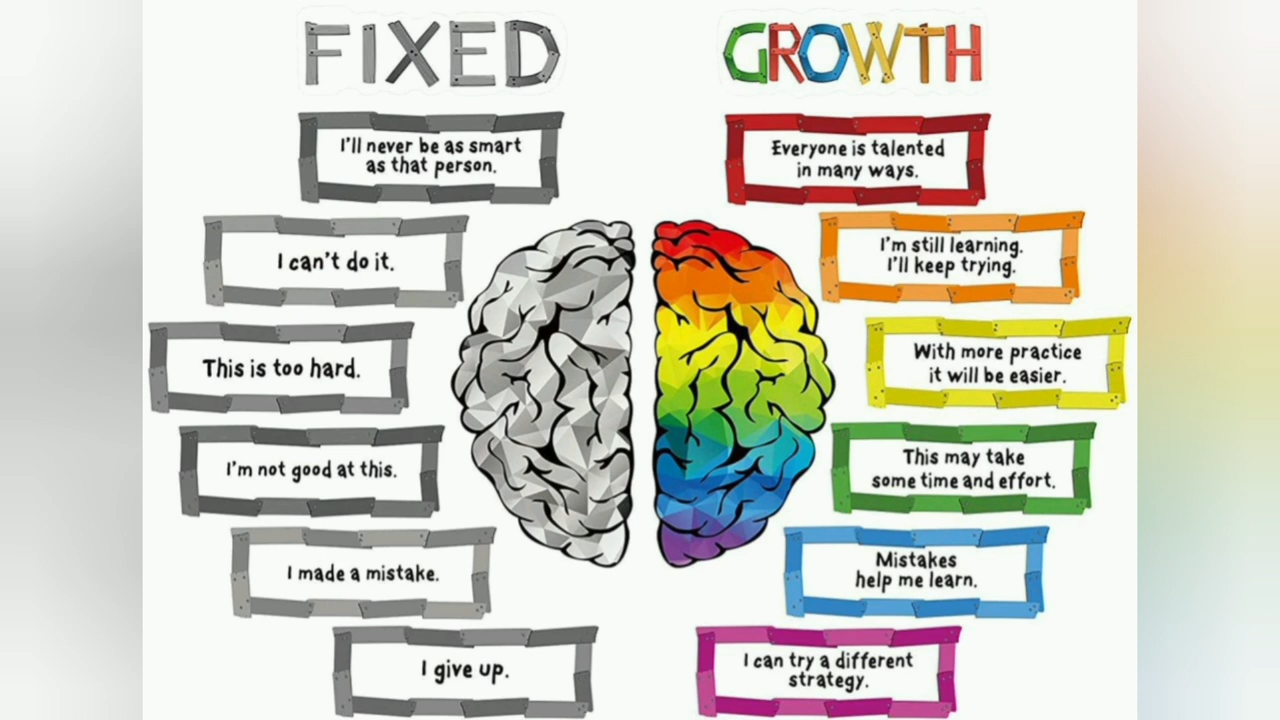 FIXED
I'll never be as smart
as that person.
I can't do it.
This is too hard.
I'm not good at this.
I made a mistake.
I give up.
GROWTH
Everyone is talented
in many ways.
I'm still learning.
I'll keep trying.
With more practice
it will be easier.
This may take
some time and effort.
Mistakes
help me learn.
I can try a different
strategy.